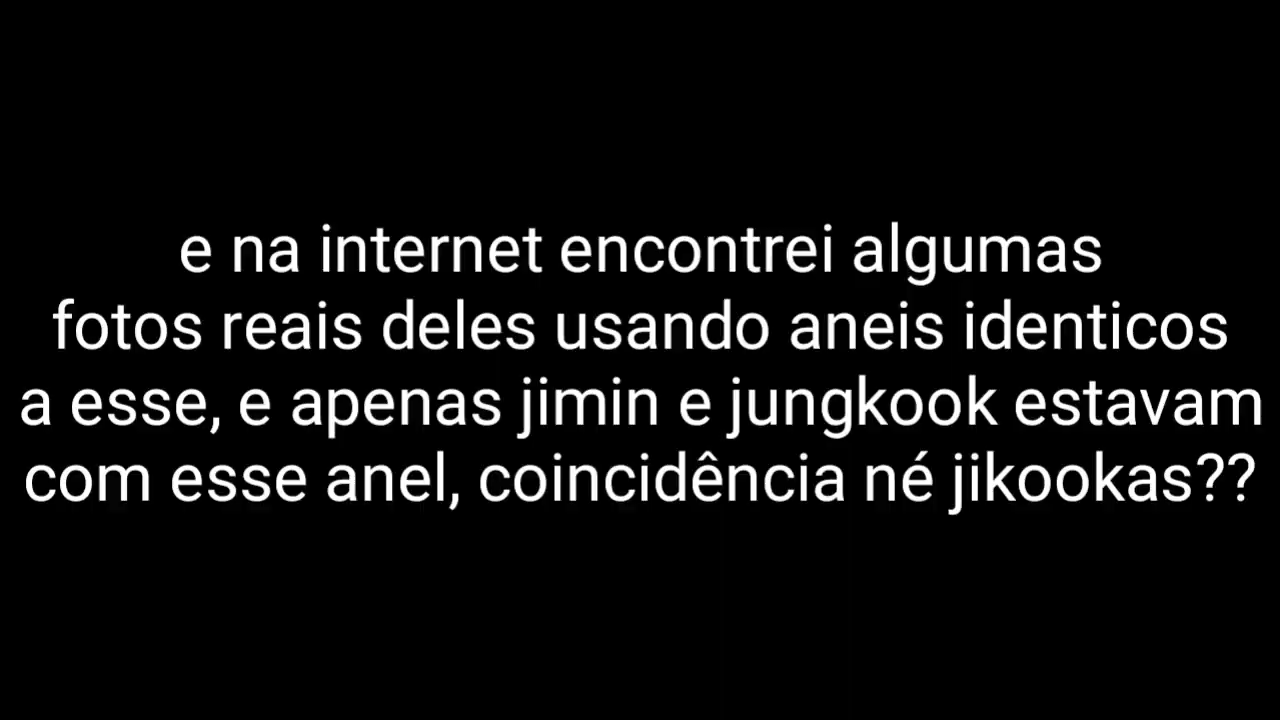 e na internet encontrei algumas
fotos reais deles usando aneis identicos
a esse, e apenas jimin e jungkook estavam
com esse anel, coincidência né jikookas??